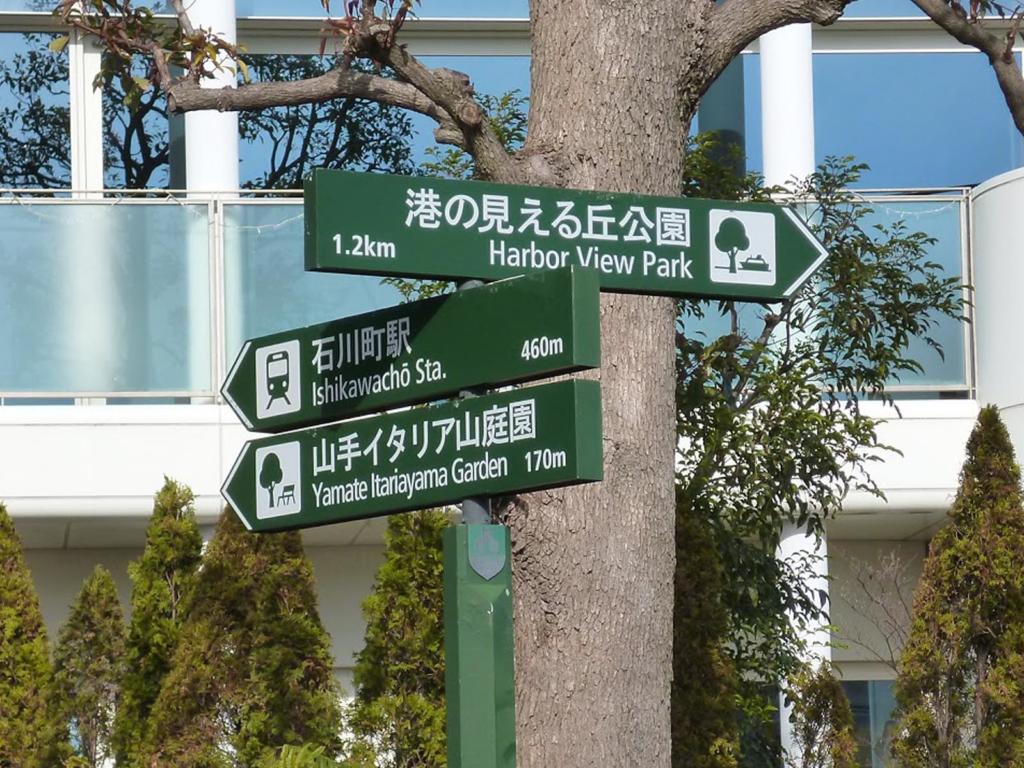 港の見える丘公園
1.2km Harbor View Park
石川町駅
Ishikawachō Sta. 460m
山手イタリア山庭園
Yamate Itariayama Garden 170m